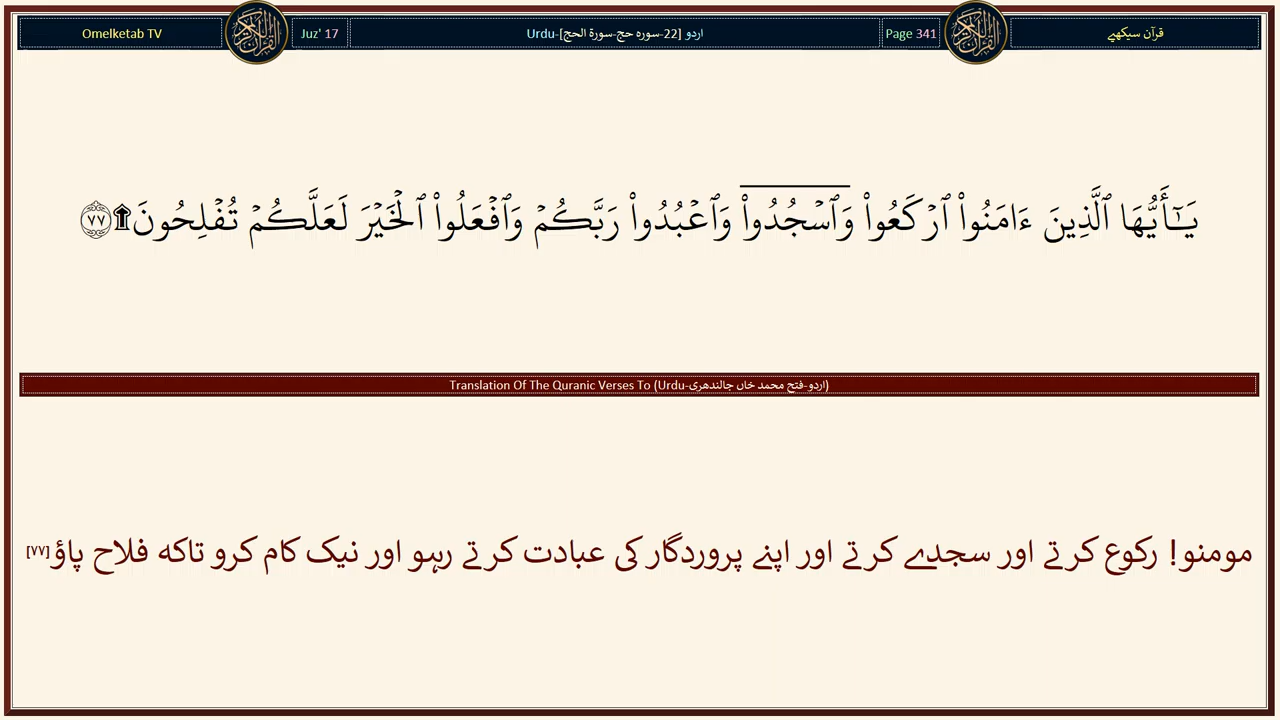 Omelketab TV
Juz' 17
Urdu-[اردو [22-سورہ حج-سورة الحج
Page 341
قرآن سیکھیے
يَـٰٓأَيُّهَا ٱلَّذِينَ ءَامَنُوا۟ ٱرْكَعُوا۟ وَٱسْجُدُوا۟ وَٱعْبُدُوا۟ رَبَّكُمْ وَٱفْعَلُوا۟ ٱلْخَيْرَ لَعَلَّكُمْ تُفْلِحُونَ ۩ ٧٧
Translation Of The Quranic Verses To (Urdu-اردو-فتح محمد خاں جالندھری)
مومنو! رکوع کرتے اور سجدے کرتے اور اپنے پروردگار کی عبادت کرتے رہو اور نیک کام کرو تاکہ فلاح پاؤ [٧٧]